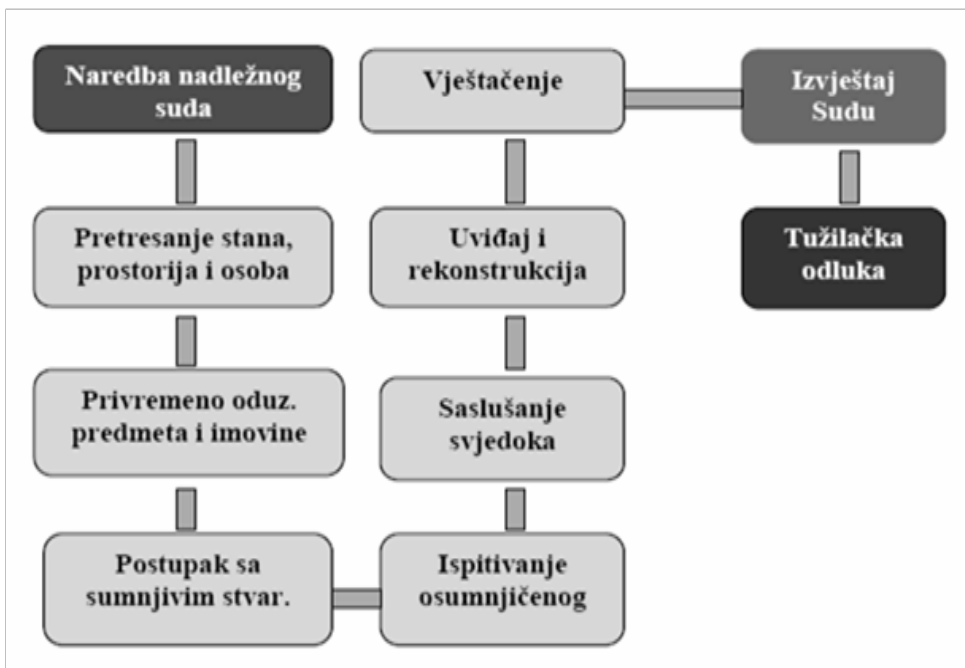 Naredba nadležnog
suda
Pretresanje stana,
prostorija i osoba
Privremeno oduz.
predmeta i imovine
Postupak sa
sumnjivim stvar.
Ispitivanje
osumnjičenog
Saslušanje
svjedoka
Uviđaj i
rekonstrukcija
Vještačenje
Izvještaj
Sudu
Tužilačka
odluka